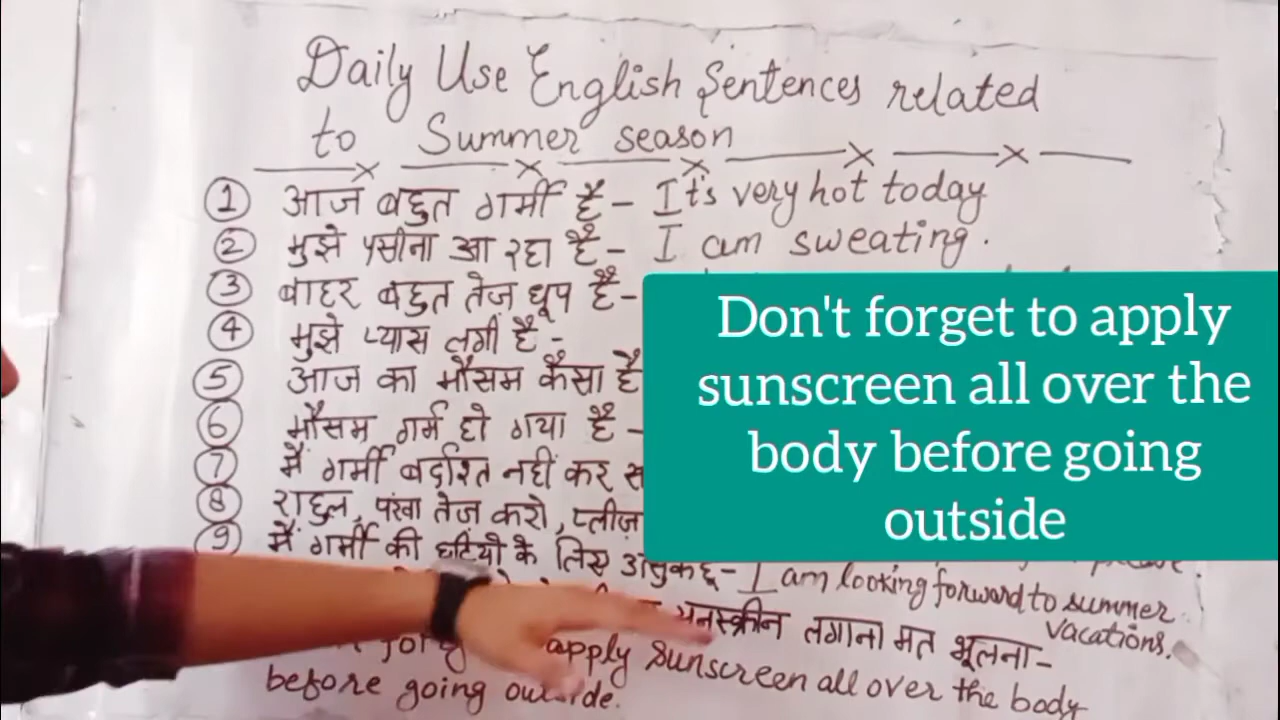 Daily Use English Sentences related
to Summer season
① आज बहुत गर्मी है - It's very hot today
② मुझे पसीना आ रहा है - I am sweating.
③ बाहर बहुत तेज धूप है -
④ मुझे प्यास लगी है -
⑤ आज का मौसम कैसा है
⑥ मौसम गर्म हो गया है -
⑦ मैं गर्मी बर्दाश्त नहीं कर स
⑧ राहुल, पंखा तेज करो, प्लीज़
⑨ मैं गर्मी की के लिए - I am looking forward to summer
vacations.
लगाना मत भूलना -
apply sunscreen all over the body
before going outside.
Don't forget to apply
sunscreen all over the
body before going
outside